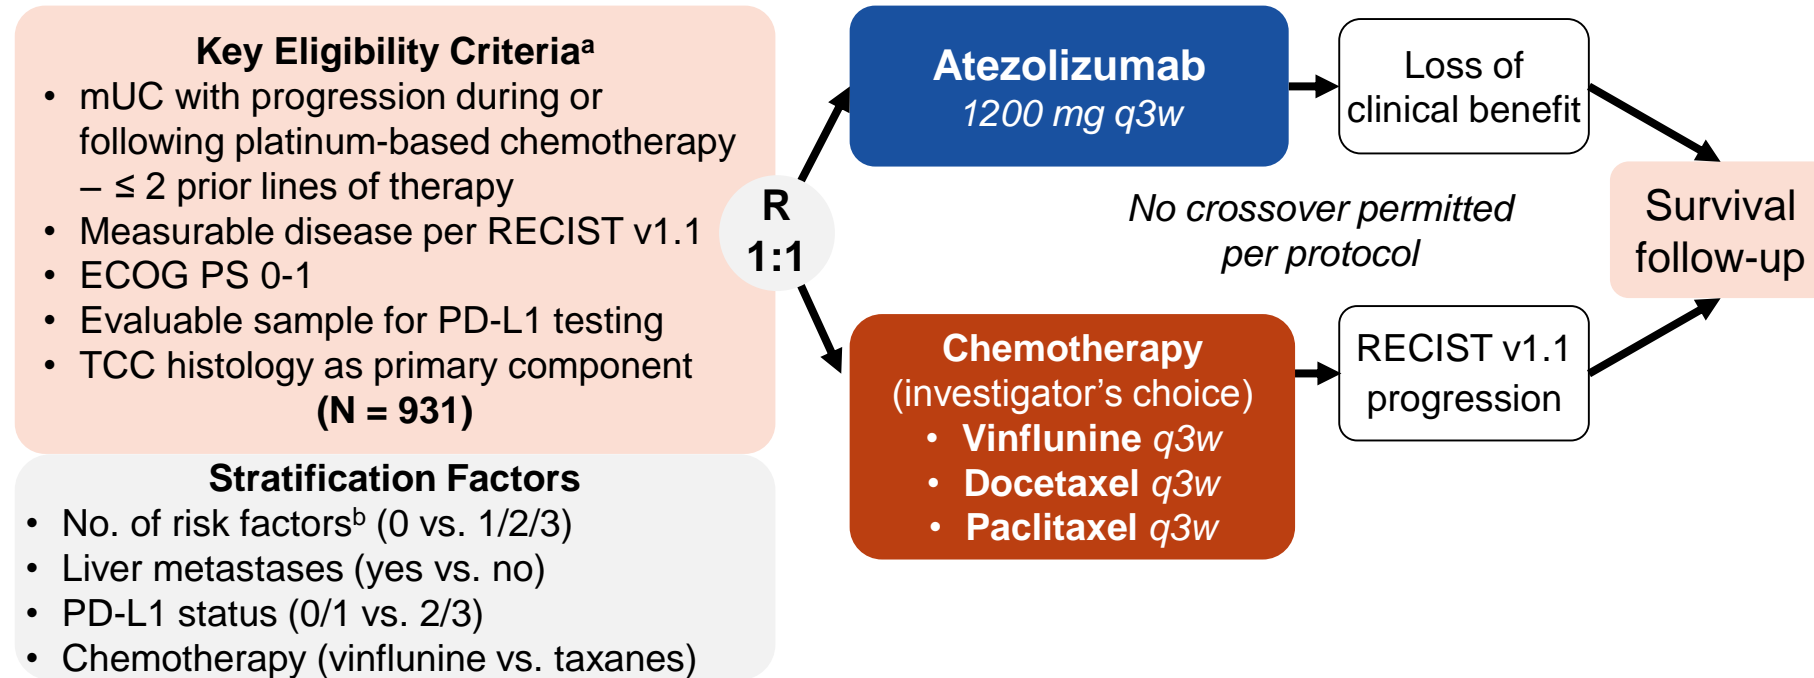 Key Eligibility Criteriaᵃ
• mUC with progression during or
following platinum-based chemotherapy
– ≤ 2 prior lines of therapy
• Measurable disease per RECIST v1.1
• ECOG PS 0-1
• Evaluable sample for PD-L1 testing
• TCC histology as primary component
(N = 931)
Stratification Factors
• No. of risk factorsᵇ (0 vs. 1/2/3)
• Liver metastases (yes vs. no)
• PD-L1 status (0/1 vs. 2/3)
• Chemotherapy (vinflunine vs. taxanes)
R
1:1
Atezolizumab
1200 mg q3w
Loss of
clinical benefit
No crossover permitted
per protocol
Chemotherapy
(investigator’s choice)
• Vinflunine q3w
• Docetaxel q3w
• Paclitaxel q3w
RECIST v1.1
progression
Survival
follow-up